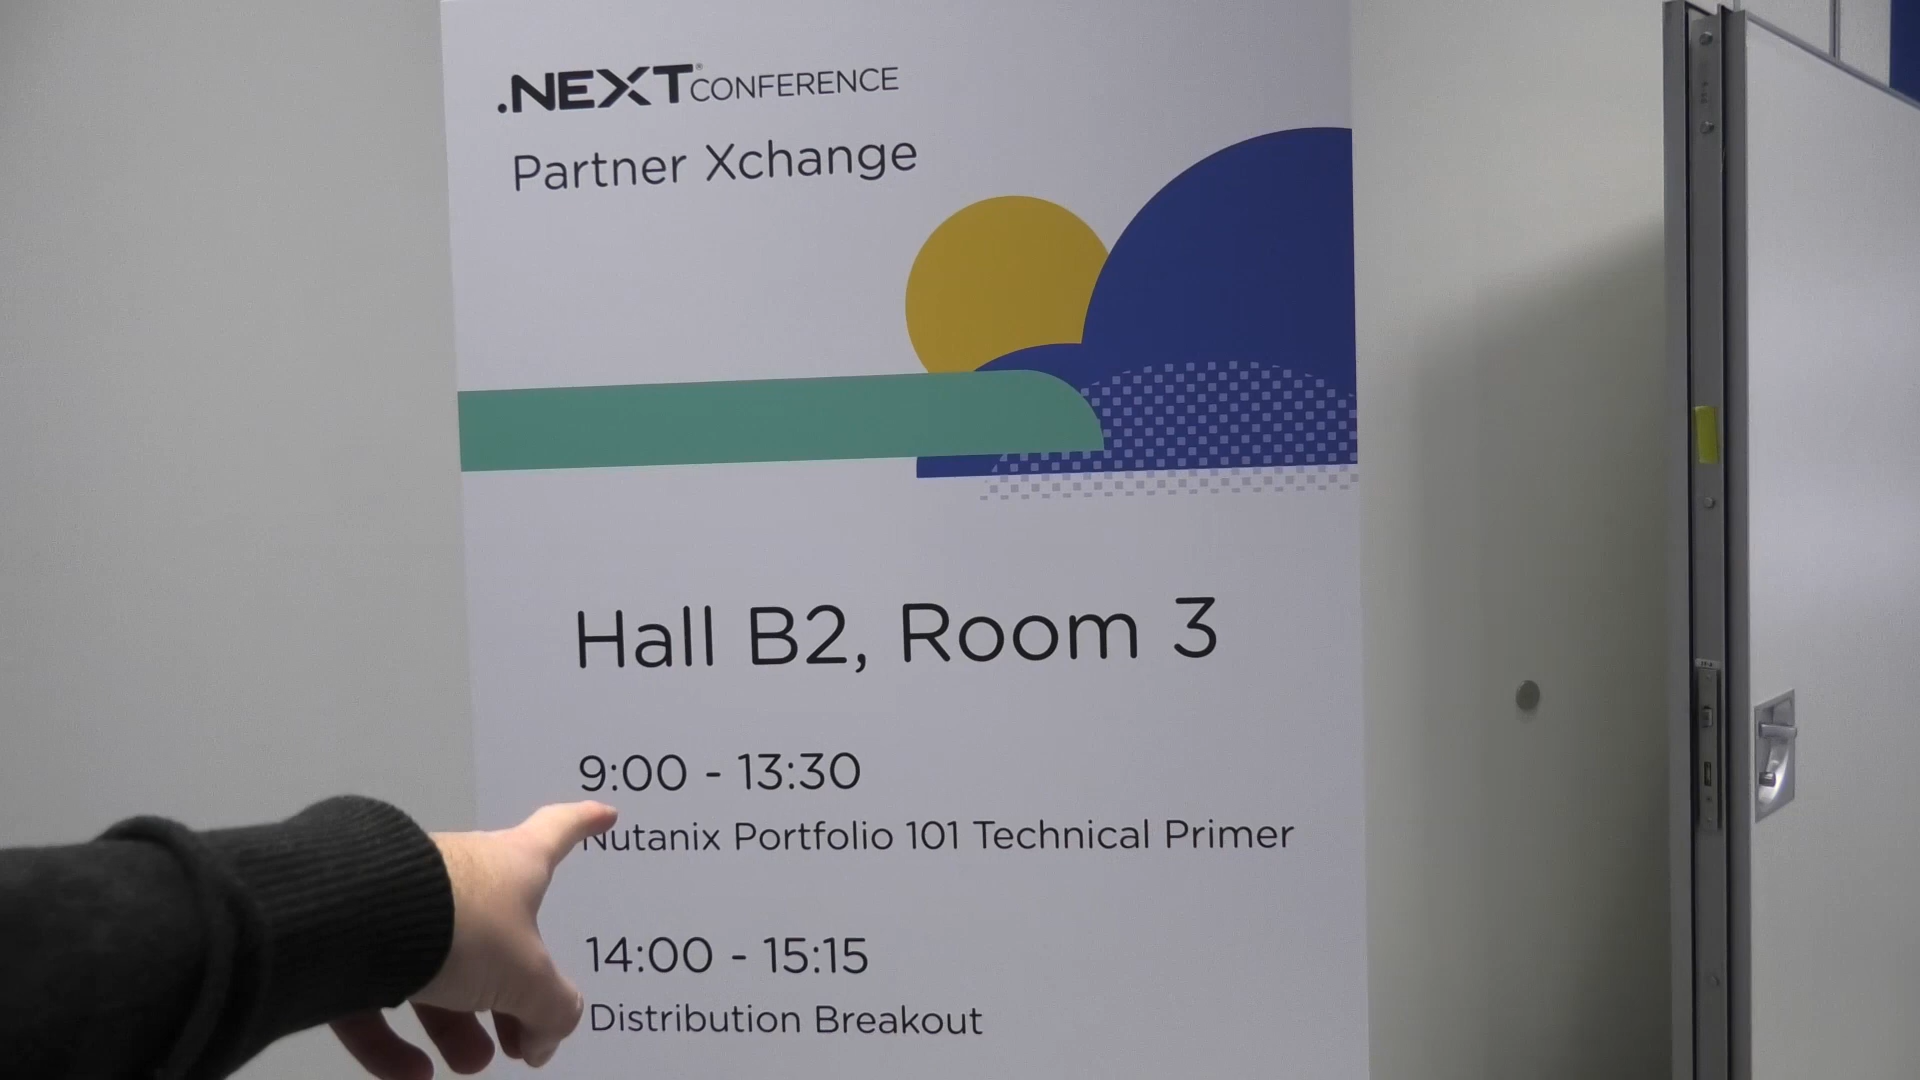 .NEXT® CONFERENCE
Partner Xchange
Hall B2, Room 3
9:00 - 13:30
Nutanix Portfolio 101 Technical Primer
14:00 - 15:15
Distribution Breakout